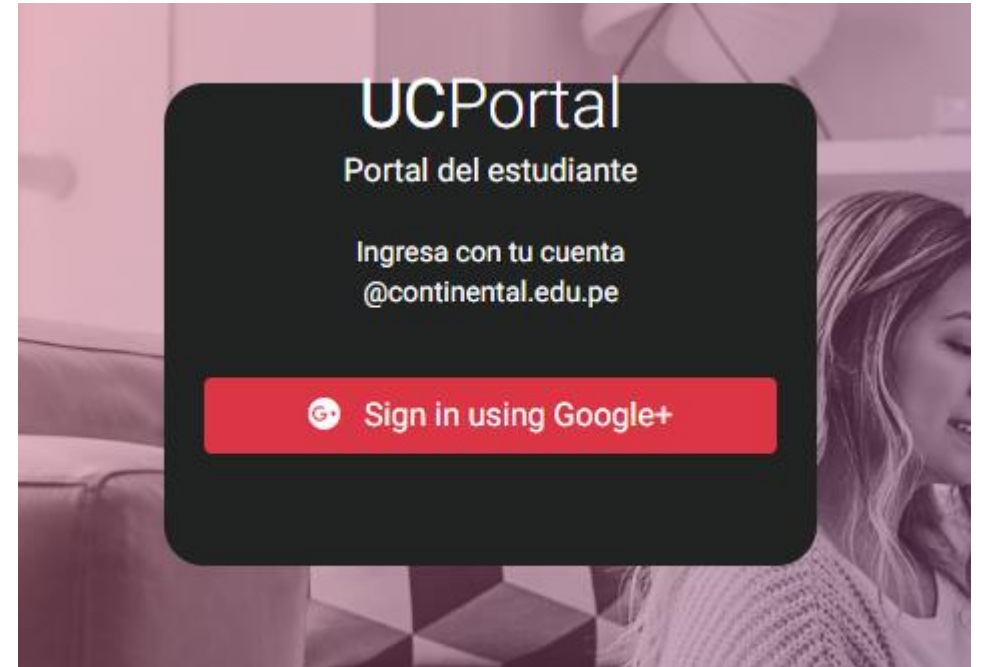 UCPortal
Portal del estudiante
Ingresa con tu cuenta
@continental.edu.pe
G+ Sign in using Google+